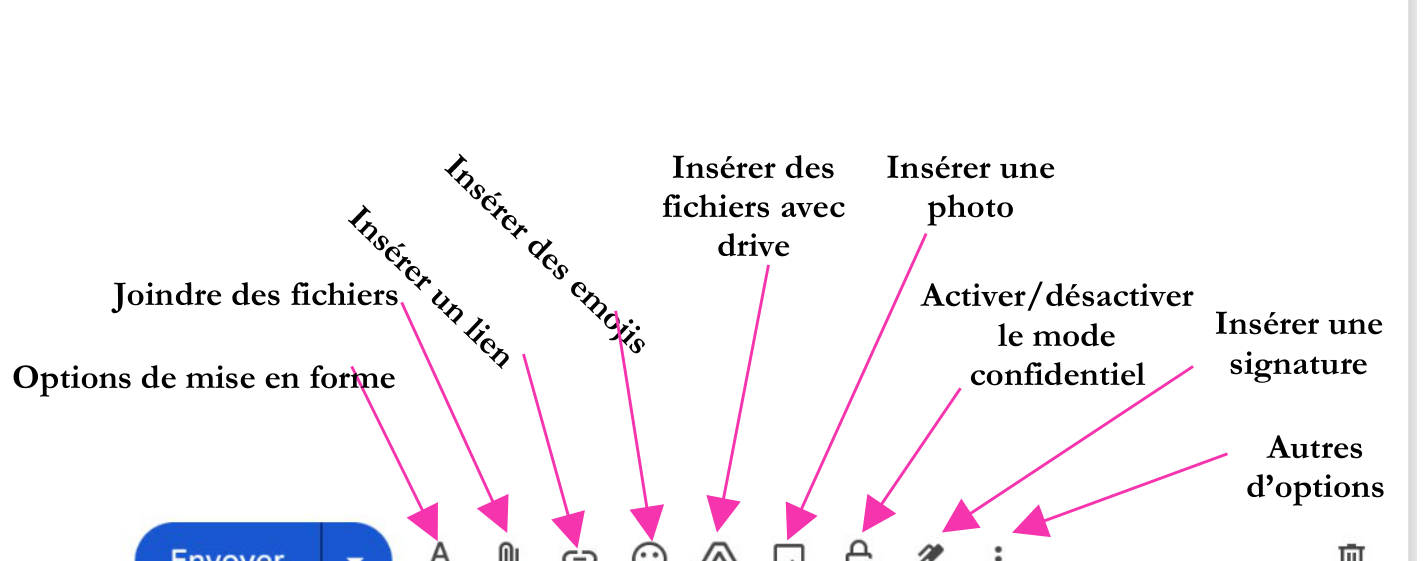 Insérer des emojis
Insérer des
fichiers avec
drive
Insérer une
photo
Insérer un lien
Joindre des fichiers
Activer/désactiver
le mode
confidentiel
Insérer une
signature
Options de mise en forme
Autres
d’options
Envoyer